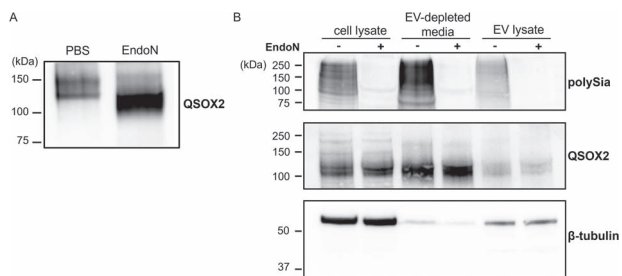 A
(kDa)
PBS
EndoN
150
100
75
QSOX2
B
cell lysate
EV-depleted
media
EV lysate
EndoN
- + - + - +
(kDa)
250
150
100
75
polySia
250
150
100
QSOX2
50
37
β-tubulin